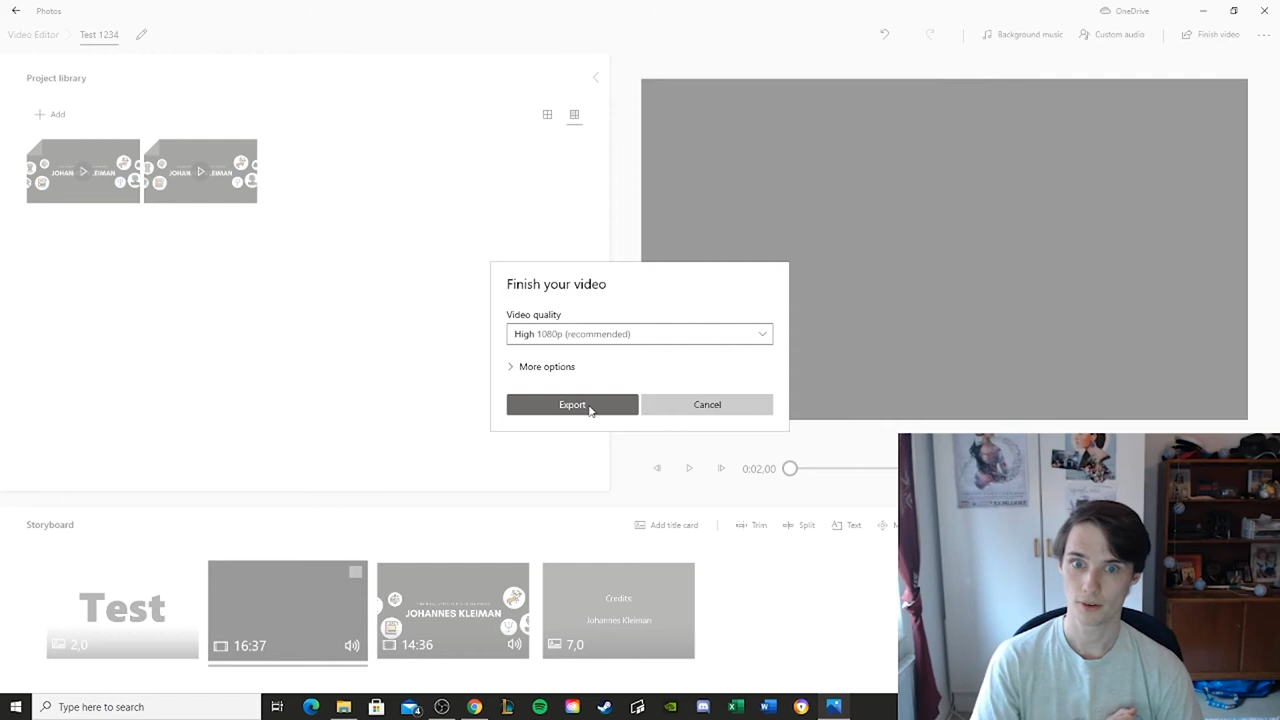 Photos
OneDrive
Video Editor
Test 1234
Background music
Custom audio
Finish video
Project library
Add
Finish your video
Video quality
High 1080p (recommended)
More options
Export
Cancel
0:02,00
Storyboard
Add title card
Trim
Split
Text
Test
2,0
16:37
JOHANNES KLEIMAN
14:36
Credits
Johannes Kleiman
7,0
Type here to search